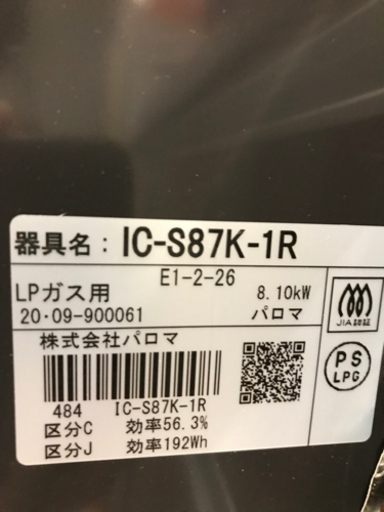 器具名：IC-S87K-1R
E1-2-26
LPガス用 8.10kW
20・09-900061 パロマ
株式会社パロマ
484 IC-S87K-1R
区分C 効率56.3%
区分J 効率192Wh
JIA認証
PS
LPG